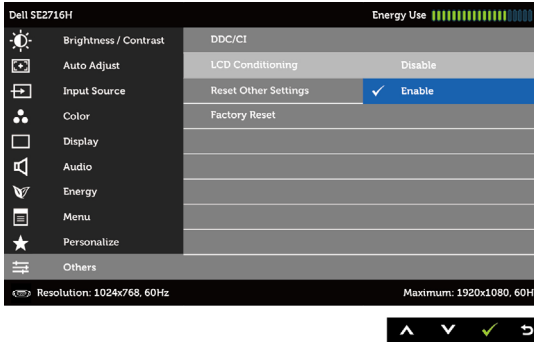 Dell SE2716H
Energy Use
Brightness / Contrast
Auto Adjust
Input Source
Color
Display
Audio
Energy
Menu
Personalize
Others
DDC/CI
LCD Conditioning
Reset Other Settings
Factory Reset
Disable
Enable
Resolution: 1024x768, 60Hz
Maximum: 1920x1080, 60H